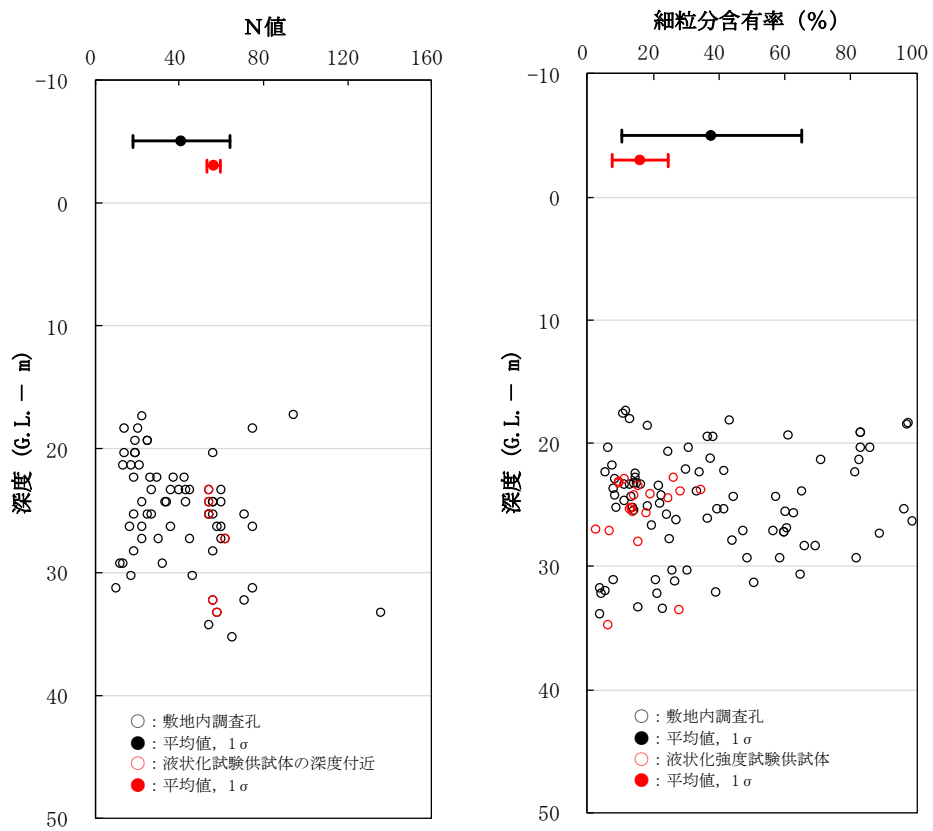 N値
0 40 80 120 160
-10
0
10
20
30
40
50
深度 (G.L. － m)
○：敷地内調査孔
●：平均値，1σ
○：液状化試験供試体の深度付近
●：平均値，1σ
細粒分含有率 (%)
0 20 40 60 80 100
-10
0
10
20
30
40
50
深度 (G.L. － m)
○：敷地内調査孔
●：平均値，1σ
○：液状化強度試験供試体
●：平均値，1σ